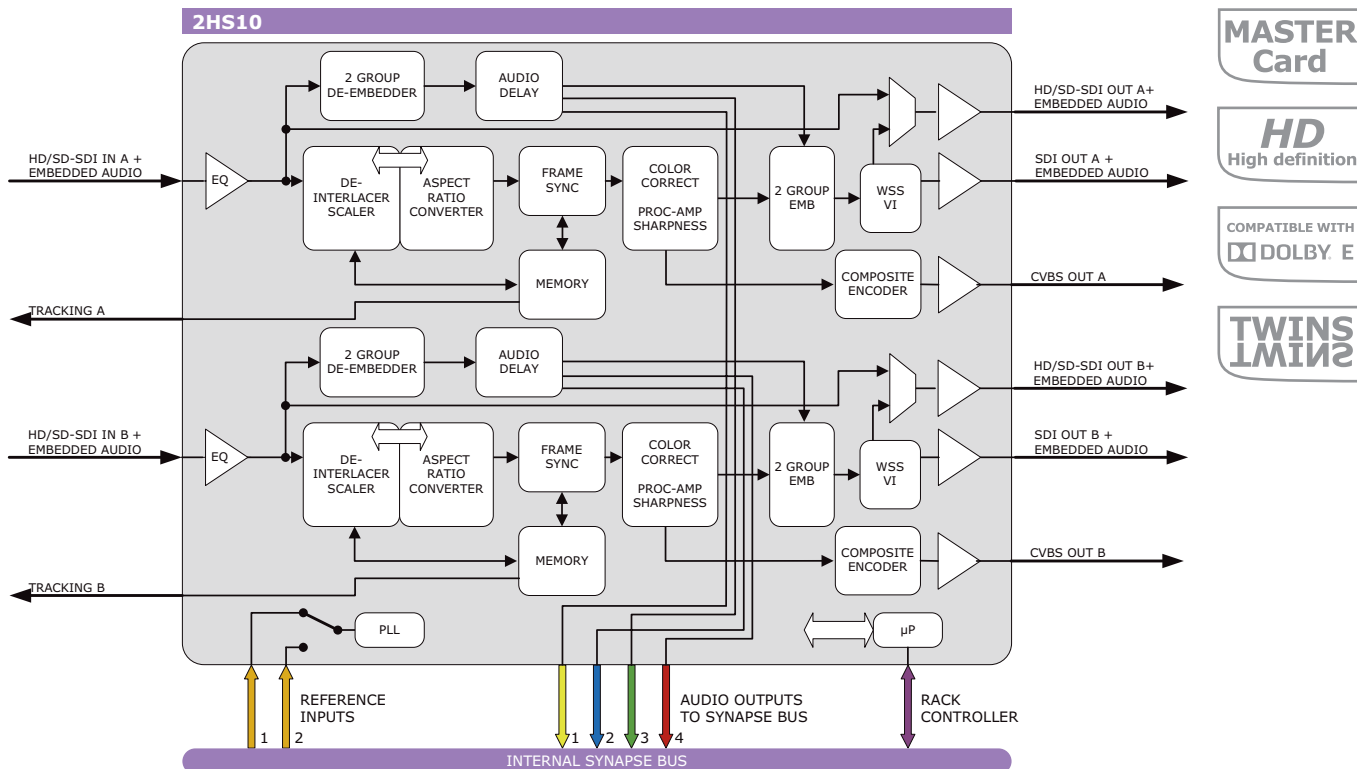 2HS10
MASTER
Card
HD
High definition
COMPATIBLE WITH
DOLBY E
TWINS
TWINS
2 GROUP
DE-EMBEDDER
AUDIO
DELAY
HD/SD-SDI OUT A+
EMBEDDED AUDIO
HD/SD-SDI IN A +
EMBEDDED AUDIO
EQ
DE-
INTERLACER
SCALER
ASPECT
RATIO
CONVERTER
FRAME
SYNC
COLOR
CORRECT
PROC-AMP
SHARPNESS
2 GROUP
EMB
WSS
VI
SDI OUT A +
EMBEDDED AUDIO
MEMORY
COMPOSITE
ENCODER
CVBS OUT A
TRACKING A
2 GROUP
DE-EMBEDDER
AUDIO
DELAY
HD/SD-SDI OUT B+
EMBEDDED AUDIO
HD/SD-SDI IN B +
EMBEDDED AUDIO
EQ
DE-
INTERLACER
SCALER
ASPECT
RATIO
CONVERTER
FRAME
SYNC
COLOR
CORRECT
PROC-AMP
SHARPNESS
2 GROUP
EMB
WSS
VI
SDI OUT B +
EMBEDDED AUDIO
MEMORY
COMPOSITE
ENCODER
CVBS OUT B
TRACKING B
PLL
µP
REFERENCE
INPUTS
1
2
1
2
3
4
AUDIO OUTPUTS
TO SYNAPSE BUS
RACK
CONTROLLER
INTERNAL SYNAPSE BUS